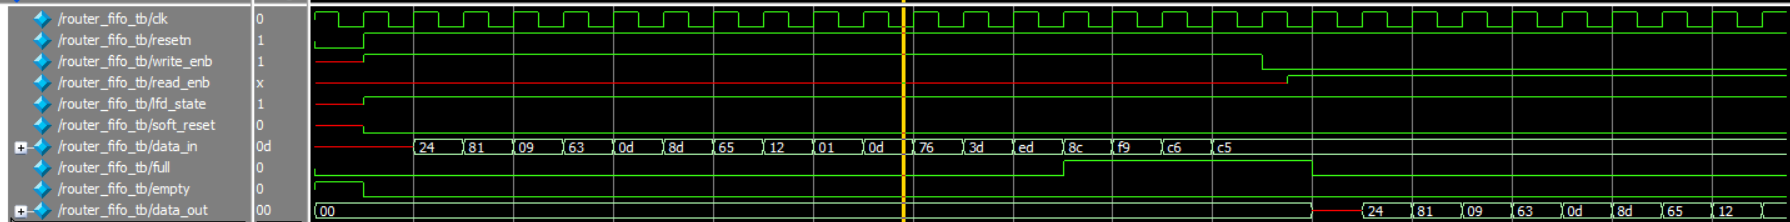 /router_fifo_tb/clk 0
/router_fifo_tb/resetn 1
/router_fifo_tb/write_enb 1
/router_fifo_tb/read_enb x
/router_fifo_tb/lfd_state 1
/router_fifo_tb/soft_reset 0
/router_fifo_tb/data_in 0d 24 81 09 63 0d 8d 65 12 01 0d 76 3d ed 8c f9 c6 c5
/router_fifo_tb/full 0
/router_fifo_tb/empty 0
/router_fifo_tb/data_out 00 00 24 81 09 63 0d 8d 65 12